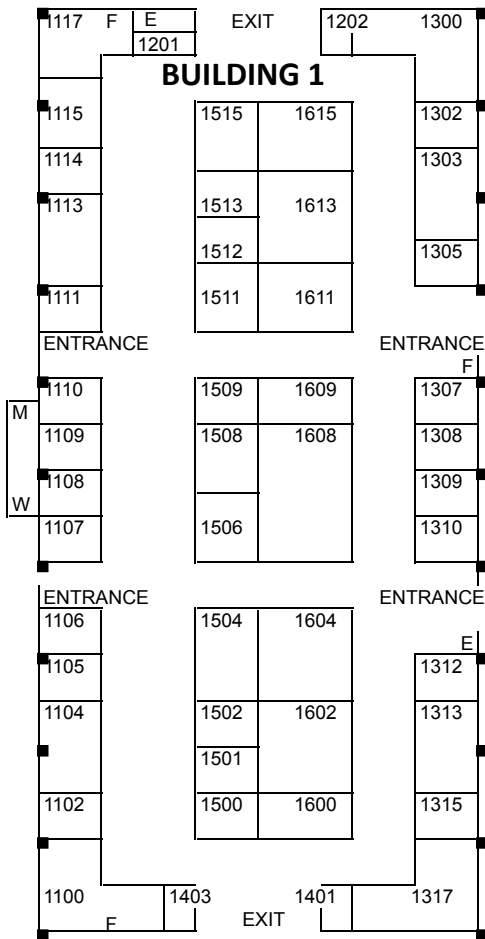 1117 F E EXIT 1202 1300
1201
BUILDING 1
1115 1515 1615 1302
1114 1303
1113 1513 1613
1512 1305
1111 1511 1611
ENTRANCE ENTRANCE
F
1110 1509 1609 1307
M
1109 1508 1608 1308
1108 1309
W
1107 1506 1310
ENTRANCE ENTRANCE
1106 1504 1604
E
1105 1312
1104 1502 1602 1313
1501
1102 1500 1600 1315
1100 1403 1401 1317
F EXIT